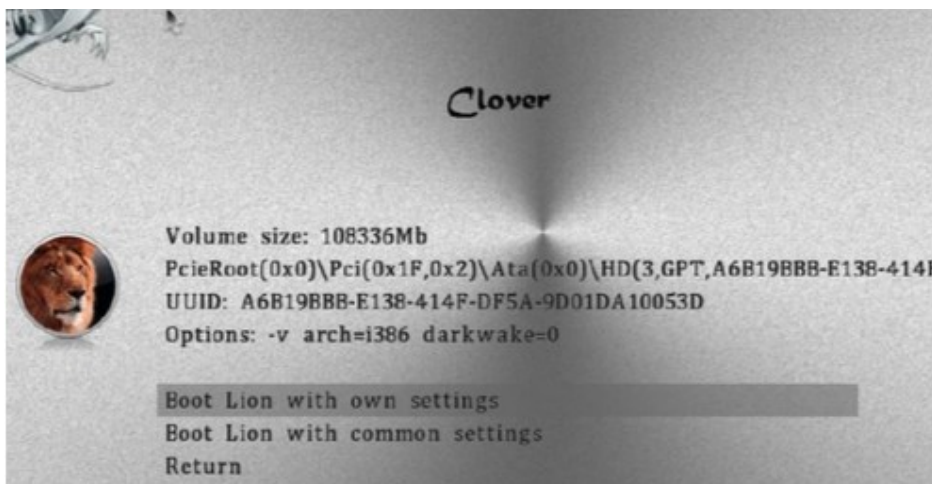 Clover
Volume size: 108336Mb
PcieRoot(0x0)\Pci(0x1F,0x2)\Ata(0x0)\HD(3,GPT,A6B19BBB-E138-414F
UUID: A6B19BBB-E138-414F-DF5A-9D01DA10053D
Options: -v arch=i386 darkwake=0
Boot Lion with own settings
Boot Lion with common settings
Return